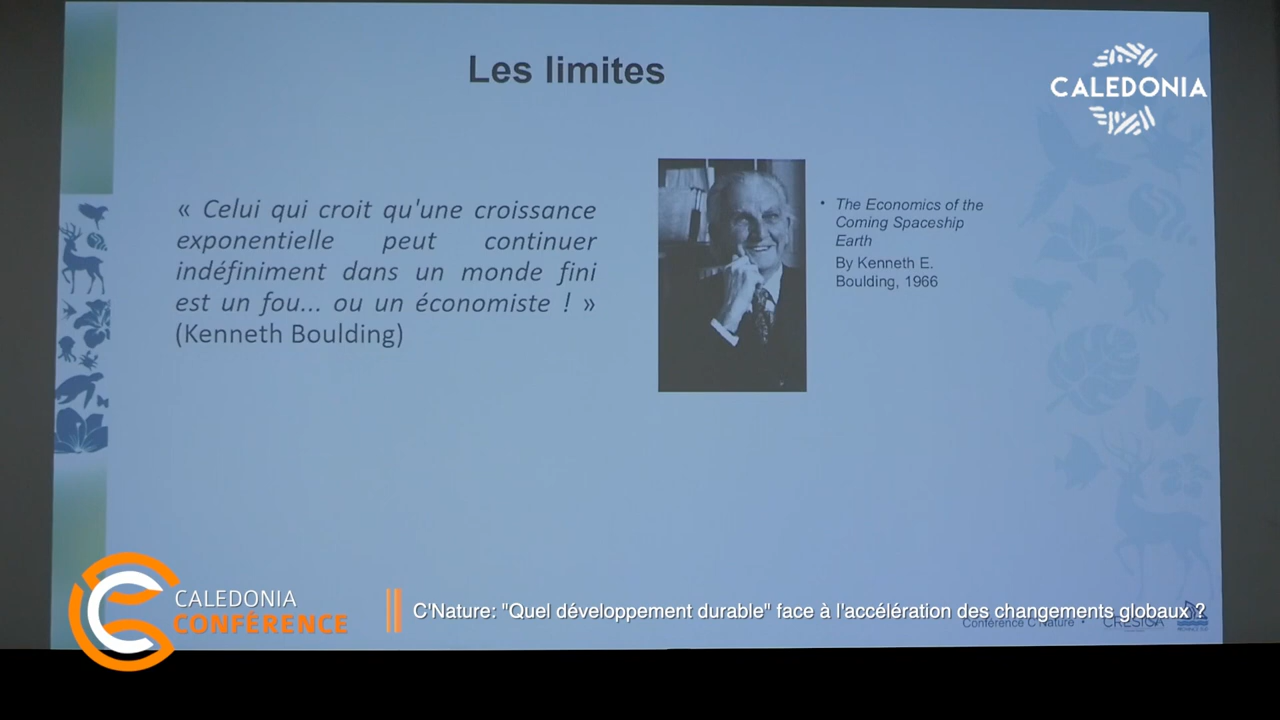 Les limites
CALEDONIA
« Celui qui croit qu'une croissance
exponentielle peut continuer
indéfiniment dans un monde fini
est un fou... ou un économiste ! »
(Kenneth Boulding)
• The Economics of the
Coming Spaceship
Earth
By Kenneth E.
Boulding, 1966
CALEDONIA
CONFÉRENCE
C'Nature: "Quel développement durable" face à l'accélération des changements globaux ?
Conférence C'Nature •
CRESICA